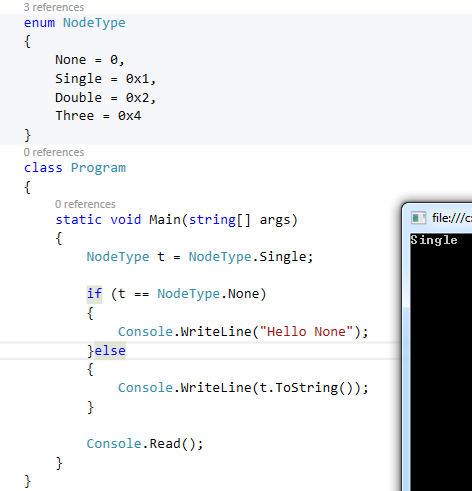 3 references
enum NodeType
{
    None = 0,
    Single = 0x1,
    Double = 0x2,
    Three = 0x4
}
0 references
class Program
{
    0 references
    static void Main(string[] args)
    {
        NodeType t = NodeType.Single;

        if (t == NodeType.None)
        {
            Console.WriteLine("Hello None");
        }else
        {
            Console.WriteLine(t.ToString());
        }

        Console.Read();
    }
}
file:///c
Single